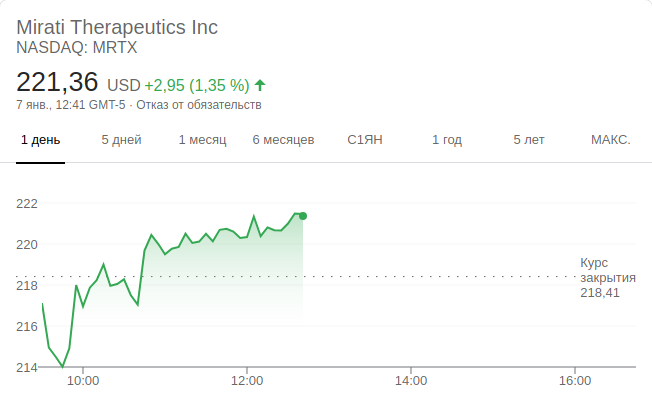 Mirati Therapeutics Inc
NASDAQ: MRTX
221,36 USD +2,95 (1,35 %)
7 янв., 12:41 GMT-5 · Отказ от обязательств
1 день 5 дней 1 месяц 6 месяцев С1ЯН 1 год 5 лет МАКС.
222
220
218
216
214
Курс
закрытия
218,41
10:00 12:00 14:00 16:00